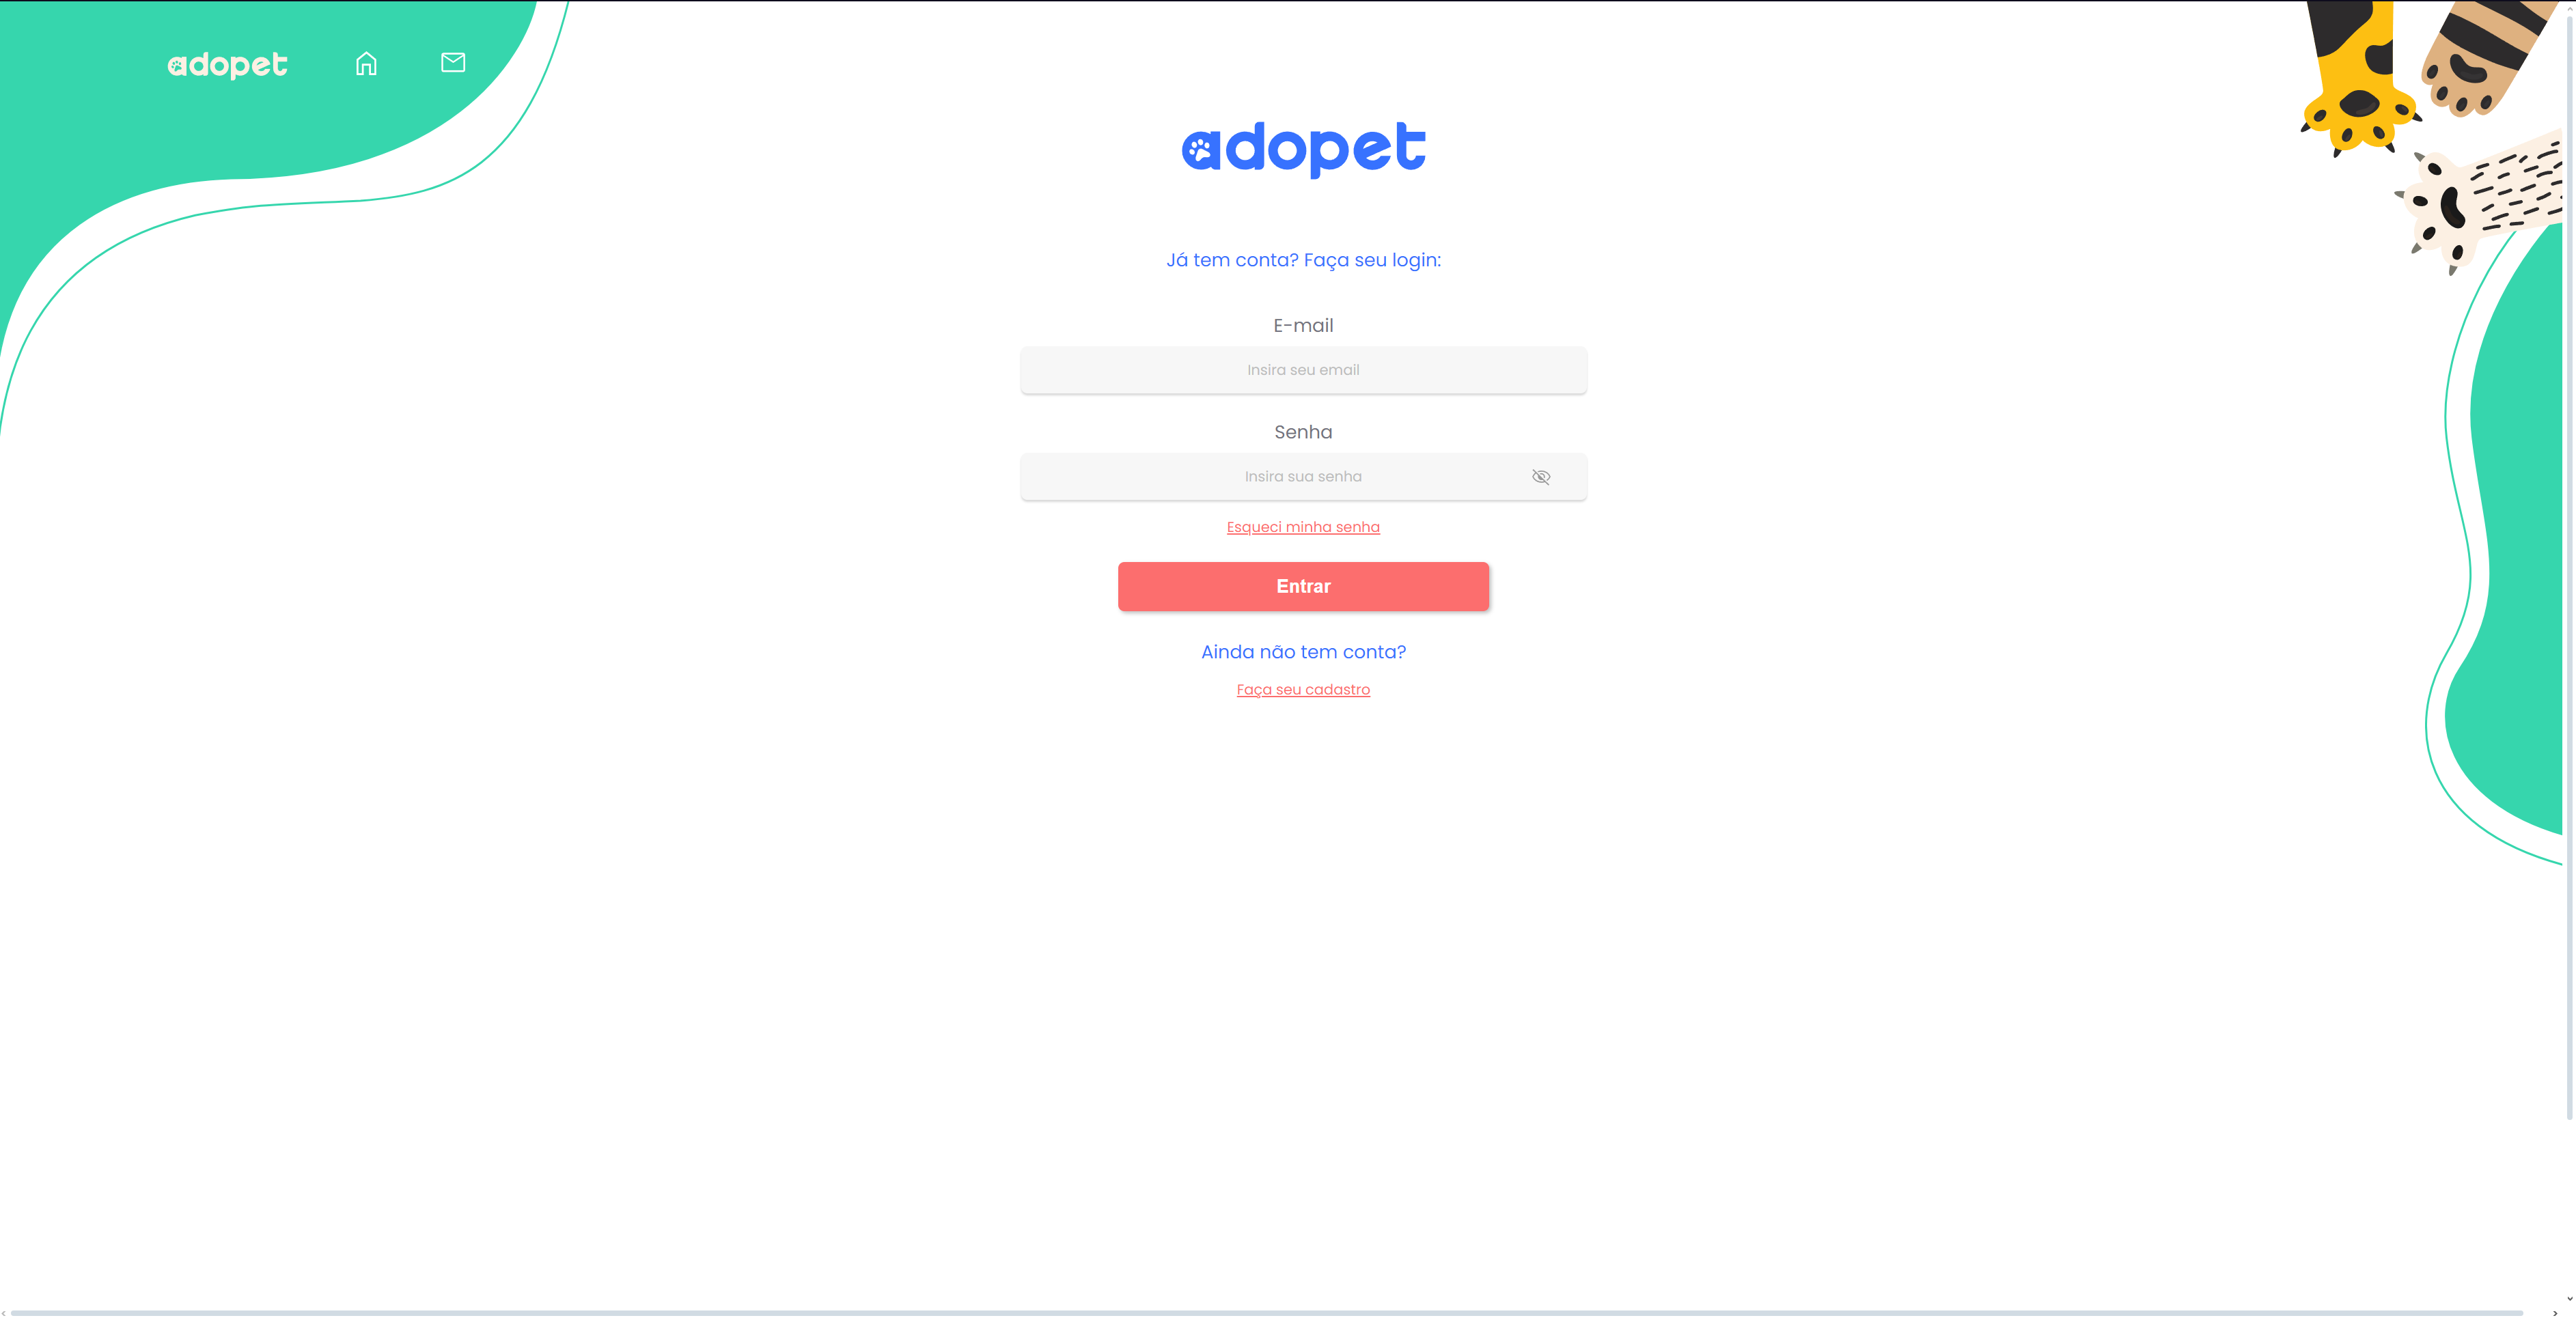 adopet
adopet
Já tem conta? Faça seu login:
E-mail
Insira seu email
Senha
Insira sua senha
Esqueci minha senha
Entrar
Ainda não tem conta?
Faça seu cadastro